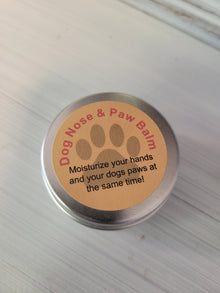 Dog Nose & Paw Balm
Moisturize your hands
and your dogs paws at
the same time!